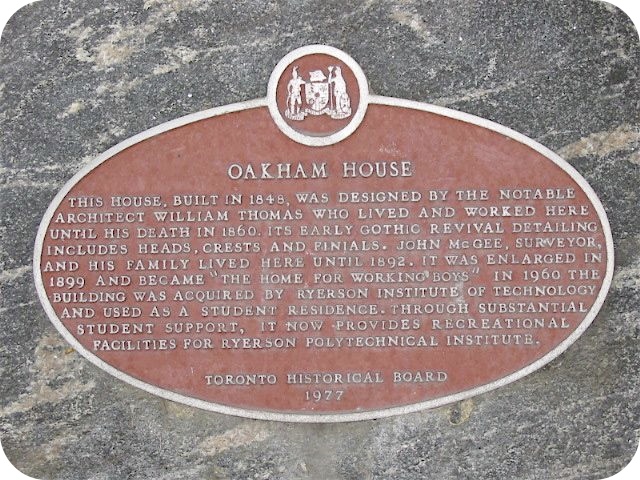 OAKHAM HOUSE
THIS HOUSE, BUILT IN 1848, WAS DESIGNED BY THE NOTABLE
ARCHITECT WILLIAM THOMAS WHO LIVED AND WORKED HERE
UNTIL HIS DEATH IN 1860. ITS EARLY GOTHIC REVIVAL DETAILING
INCLUDES HEADS, CRESTS AND FINIALS. JOHN McGEE, SURVEYOR,
AND HIS FAMILY LIVED HERE UNTIL 1892. IT WAS ENLARGED IN
1899 AND BECAME "THE HOME FOR WORKING BOYS" IN 1960 THE
BUILDING WAS ACQUIRED BY RYERSON INSTITUTE OF TECHNOLOGY
AND USED AS A STUDENT RESIDENCE. THROUGH SUBSTANTIAL
STUDENT SUPPORT, IT NOW PROVIDES RECREATIONAL
FACILITIES FOR RYERSON POLYTECHNICAL INSTITUTE.
TORONTO HISTORICAL BOARD
1977